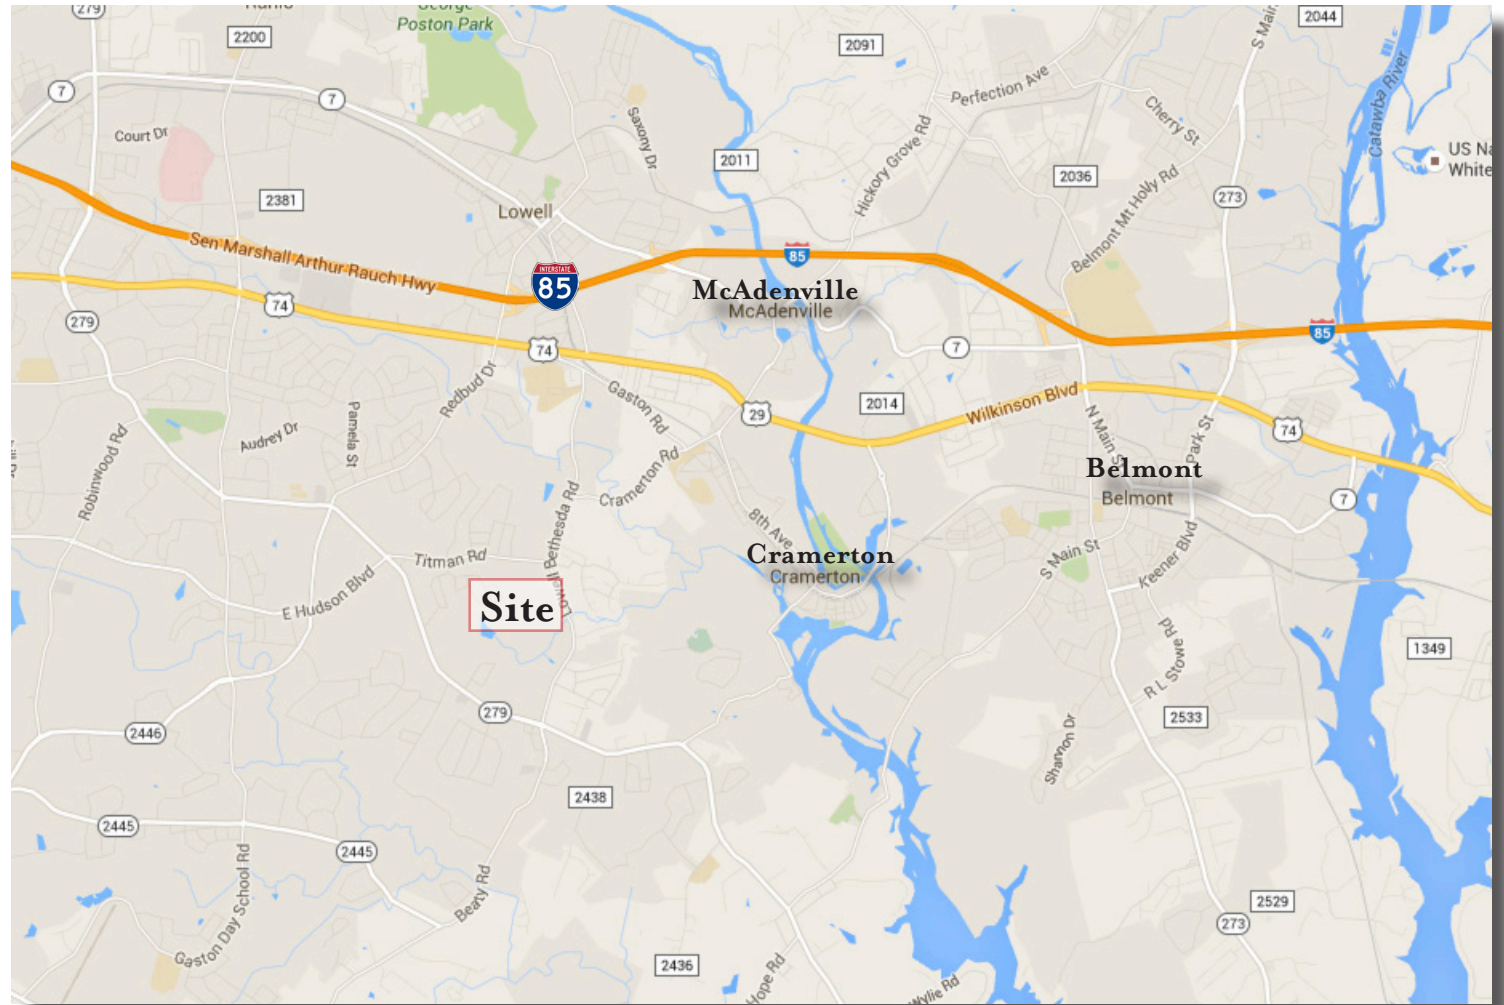 279
Ranlo
George
Poston Park
2200
2044
S Main
2091
7
7
Perfection Ave
Catawba River
Cherry St
Court Dr
Saxony Dr
Hickory Grove Rd
2011
US Na
White
2036
2381
Belmont Mt Holly Rd
273
Lowell
Sen Marshall Arthur Rauch Hwy
85
INTERSTATE
85
McAdenville
McAdenville
74
279
85
74
7
Redbud Dr
Gaston Rd
29
2014
Wilkinson Blvd
74
N Main S
Park St
Pamela St
Audrey Dr
Robinwood Rd
Cramerton Rd
Belmont
Belmont
7
Lowell Bethesda Rd
8th Ave
Cramerton
Cramerton
S Main St
Keener Blvd
Titman Rd
E Hudson Blvd
Site
R L Stowe Rd
1349
279
2533
2446
Shannon Dr
2438
2445
2445
Beaty Rd
Gaston Day School Rd
2529
273
2436
Hope Rd
Wylie Rd